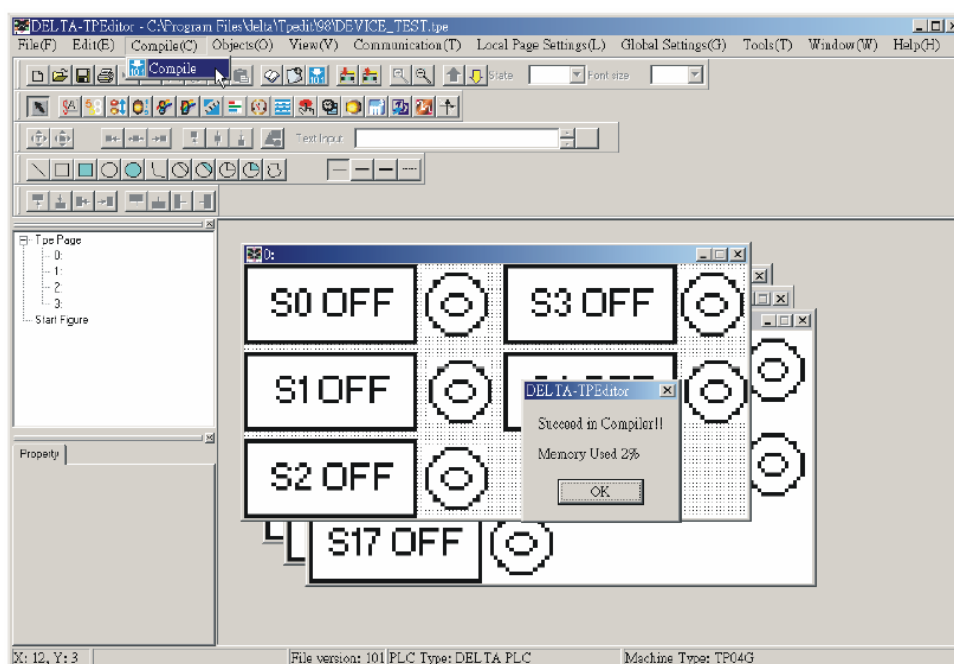 DELTA-TPEditor - C:\Program Files\delta\Tpedit\98\DEVICE_TEST.tpe
File(F) Edit(E) Compile(C) Objects(O) View(V) Communication(T) Local Page Settings(L) Global Settings(G) Tools(T) Window(W) Help(H)
Compile
State Font size
Text Input
Tpe Page
0:
1:
2:
3:
Start Figure
0:
S0 OFF S3 OFF
S1 OFF
S2 OFF
S17 OFF
DELTA-TPEditor
Succeed in Compiler!!
Memory Used 2%
OK
Property
X: 12, Y: 3 File version: 101 PLC Type: DELTA PLC Machine Type: TP04G